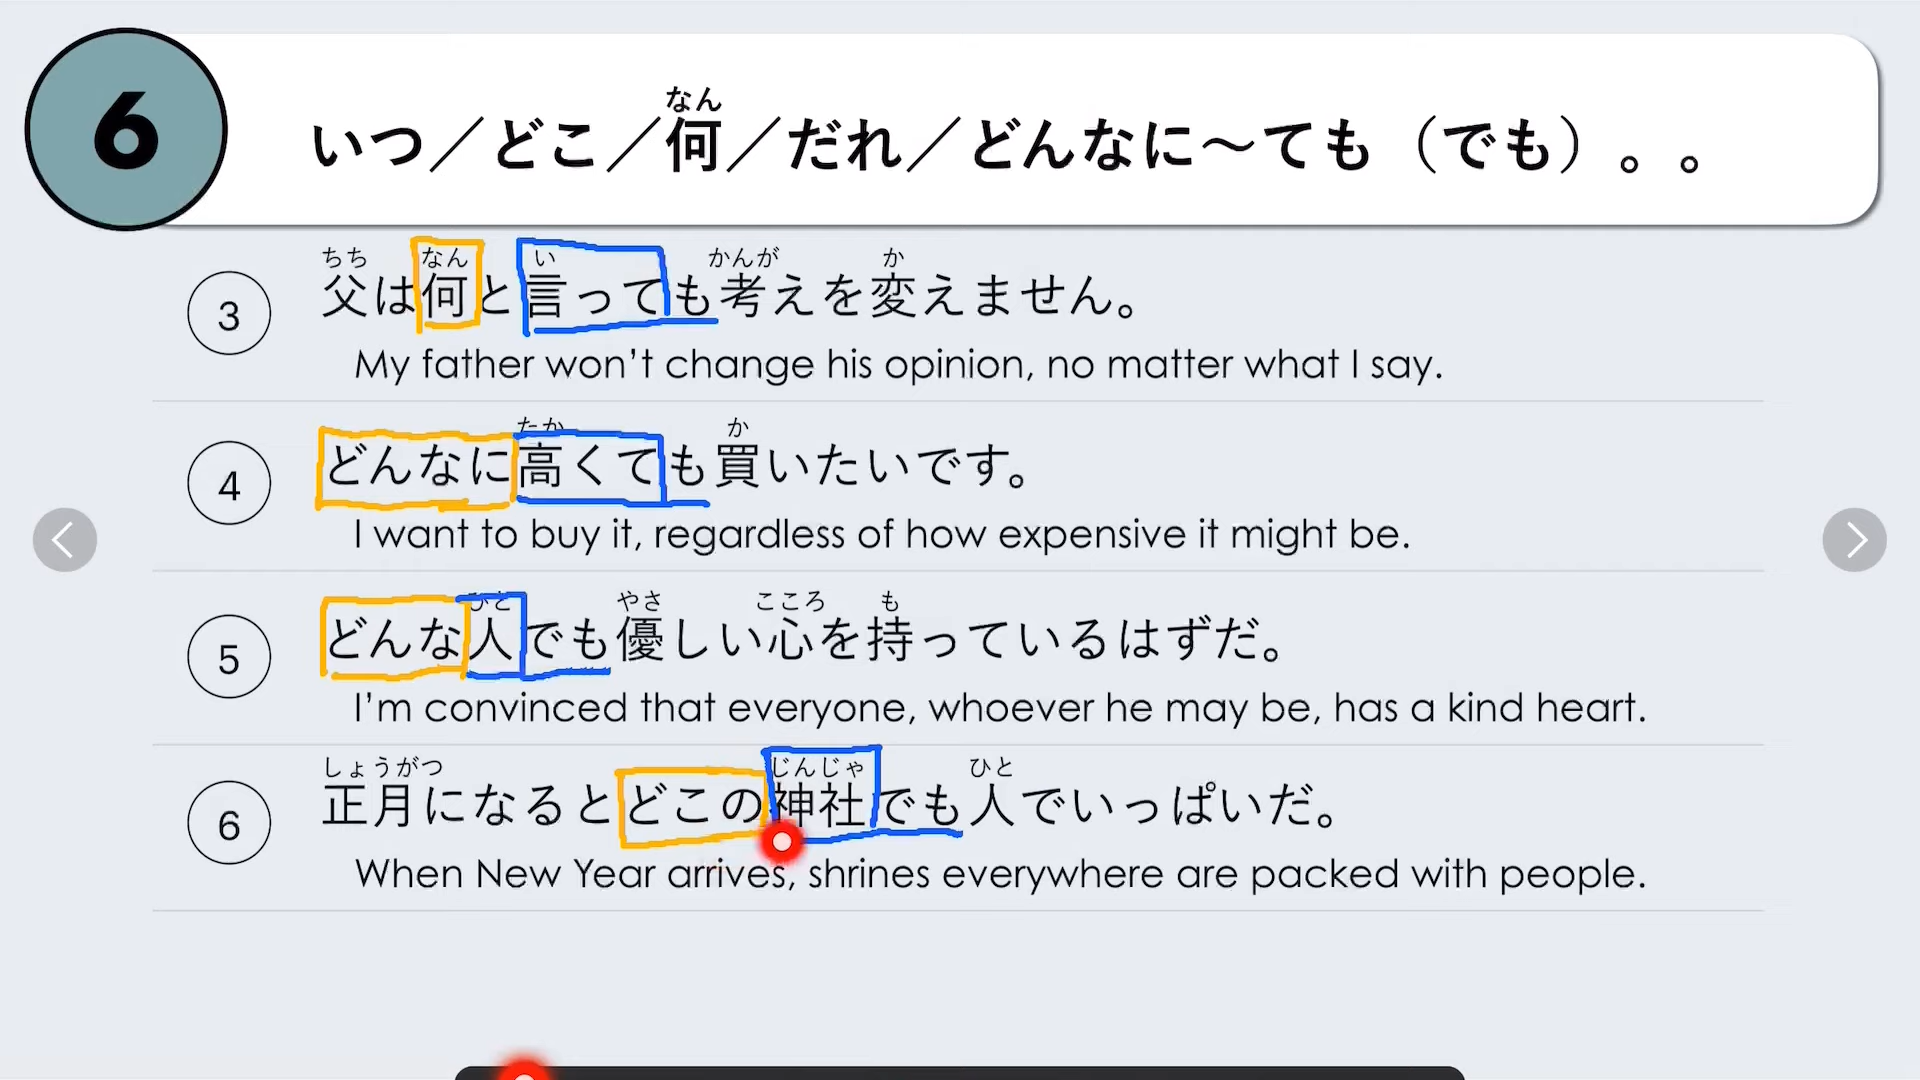 6
なん
いつ／どこ／何／だれ／どんなに～ても（でも）。。
ちち なん い かんが か
3 父は何と言っても考えを変えません。
My father won't change his opinion, no matter what I say.
たか か
4 どんなに高くても買いたいです。
I want to buy it, regardless of how expensive it might be.
ひと やさ こころ も
5 どんな人でも優しい心を持っているはずだ。
I'm convinced that everyone, whoever he may be, has a kind heart.
しょうがつ じんじゃ ひと
6 正月になるとどこの神社でも人でいっぱいだ。
When New Year arrives, shrines everywhere are packed with people.